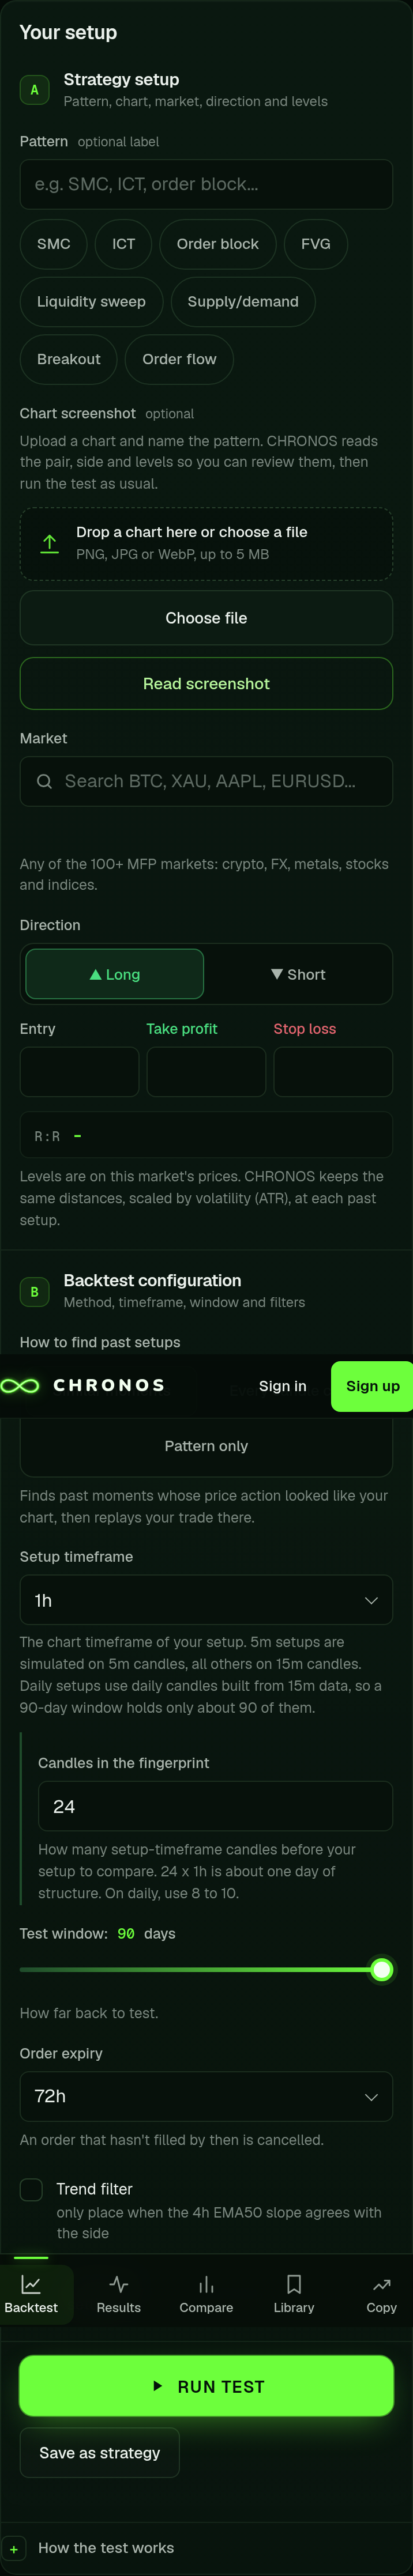 Your setup
A
Strategy setup
Pattern, chart, market, direction and levels
Pattern optional label
e.g. SMC, ICT, order block...
SMC
ICT
Order block
FVG
Liquidity sweep
Supply/demand
Breakout
Order flow
Chart screenshot optional
Upload a chart and name the pattern. CHRONOS reads
the pair, side and levels so you can review them, then
run the test as usual.
Drop a chart here or choose a file
PNG, JPG or WebP, up to 5 MB
Choose file
Read screenshot
Market
Search BTC, XAU, AAPL, EURUSD...
Any of the 100+ MFP markets: crypto, FX, metals, stocks
and indices.
Direction
▲ Long
▼ Short
Entry
Take profit
Stop loss
R:R -
Levels are on this market's prices. CHRONOS keeps the
same distances, scaled by volatility (ATR), at each past
setup.
B
Backtest configuration
Method, timeframe, window and filters
How to find past setups
CHRONOS
Sign in
Sign up
Pattern only
Finds past moments whose price action looked like your
chart, then replays your trade there.
Setup timeframe
1h
The chart timeframe of your setup. 5m setups are
simulated on 5m candles, all others on 15m candles.
Daily setups use daily candles built from 15m data, so a
90-day window holds only about 90 of them.
Candles in the fingerprint
24
How many setup-timeframe candles before your
setup to compare. 24 x 1h is about one day of
structure. On daily, use 8 to 10.
Test window: 90 days
How far back to test.
Order expiry
72h
An order that hasn't filled by then is cancelled.
Trend filter
only place when the 4h EMA50 slope agrees with
the side
Backtest
Results
Compare
Library
Copy
RUN TEST
Save as strategy
+ How the test works